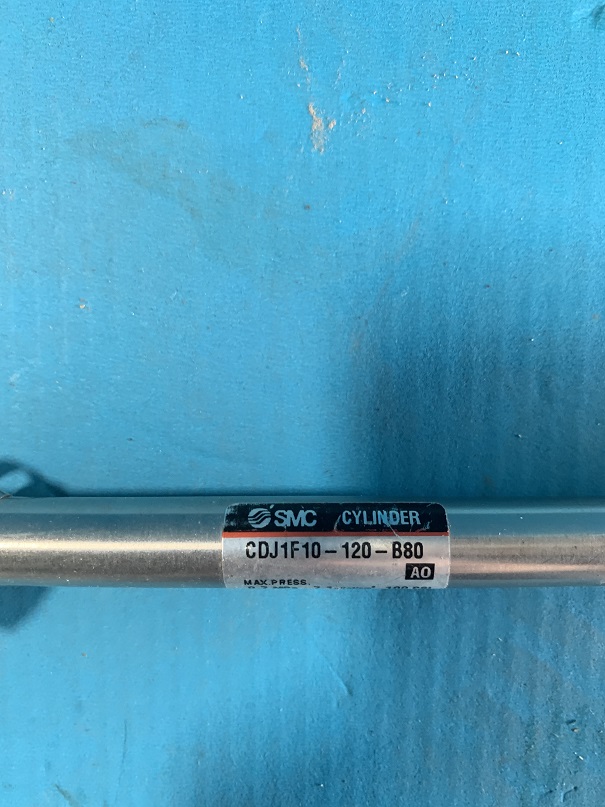 SMC CYLINDER
CDJ1F10-120-B80
AO
MAX.PRESS.